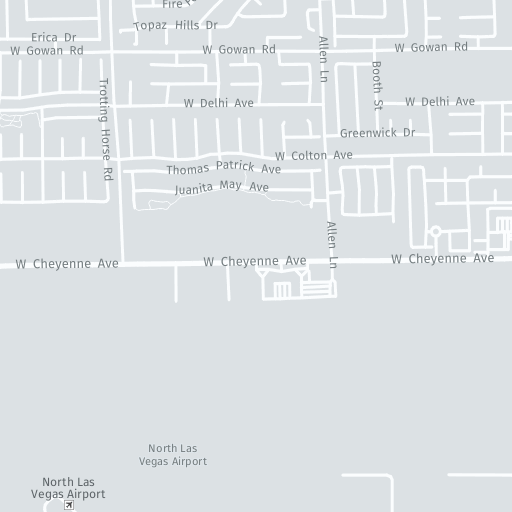 Fire
Topaz Hills Dr
Erica Dr
W Gowan Rd
W Gowan Rd
W Gowan Rd
Allen Ln
Booth St
Trotting Horse Rd
W Delhi Ave
W Delhi Ave
Greenwick Dr
W Colton Ave
Thomas Patrick Ave
Juanita May Ave
Allen Ln
W Cheyenne Ave
W Cheyenne Ave
W Cheyenne Ave
North Las
Vegas Airport
North Las
Vegas Airport